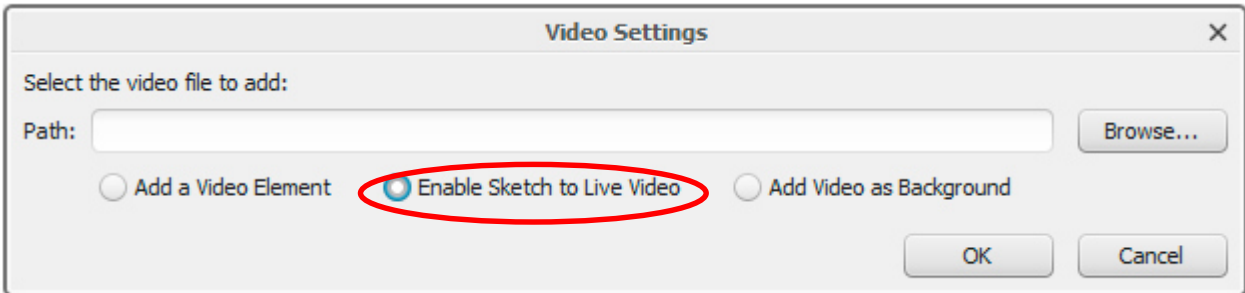 Video Settings
Select the video file to add:
Path: Browse...
Add a Video Element Enable Sketch to Live Video Add Video as Background
OK Cancel